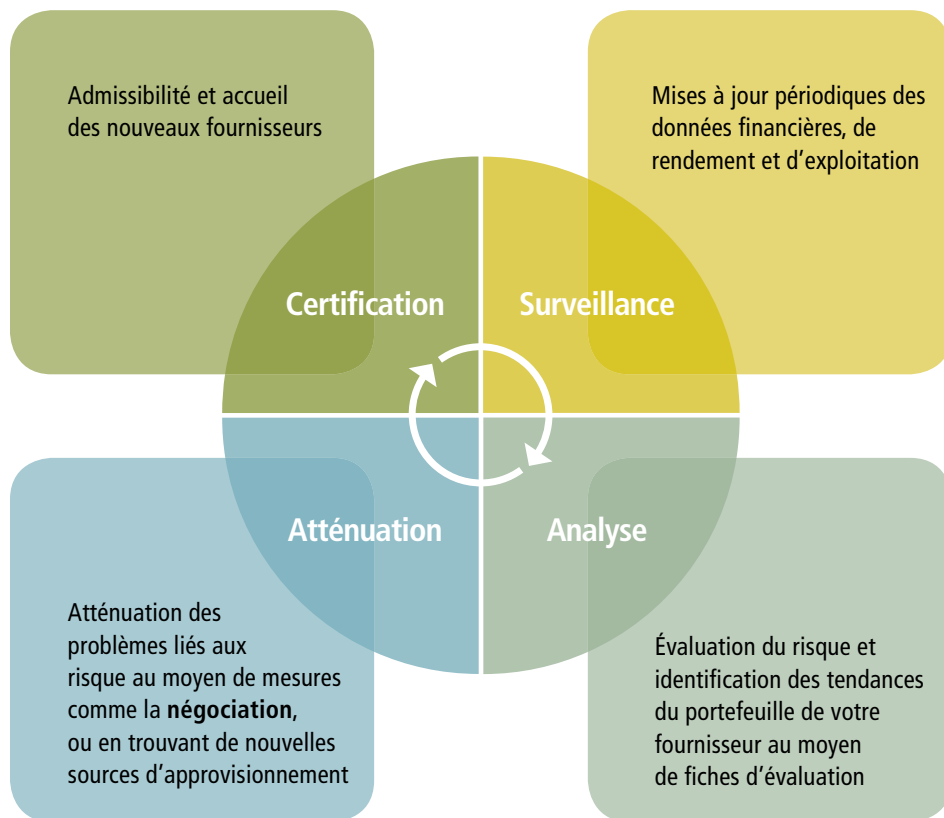 Admissibilité et accueil
des nouveaux fournisseurs
Mises à jour périodiques des
données financières, de
rendement et d'exploitation
Certification
Surveillance
Atténuation
Analyse
Atténuation des
problèmes liés aux
risque au moyen de mesures
comme la négociation,
ou en trouvant de nouvelles
sources d'approvisionnement
Évaluation du risque et
identification des tendances
du portefeuille de votre
fournisseur au moyen
de fiches d'évaluation